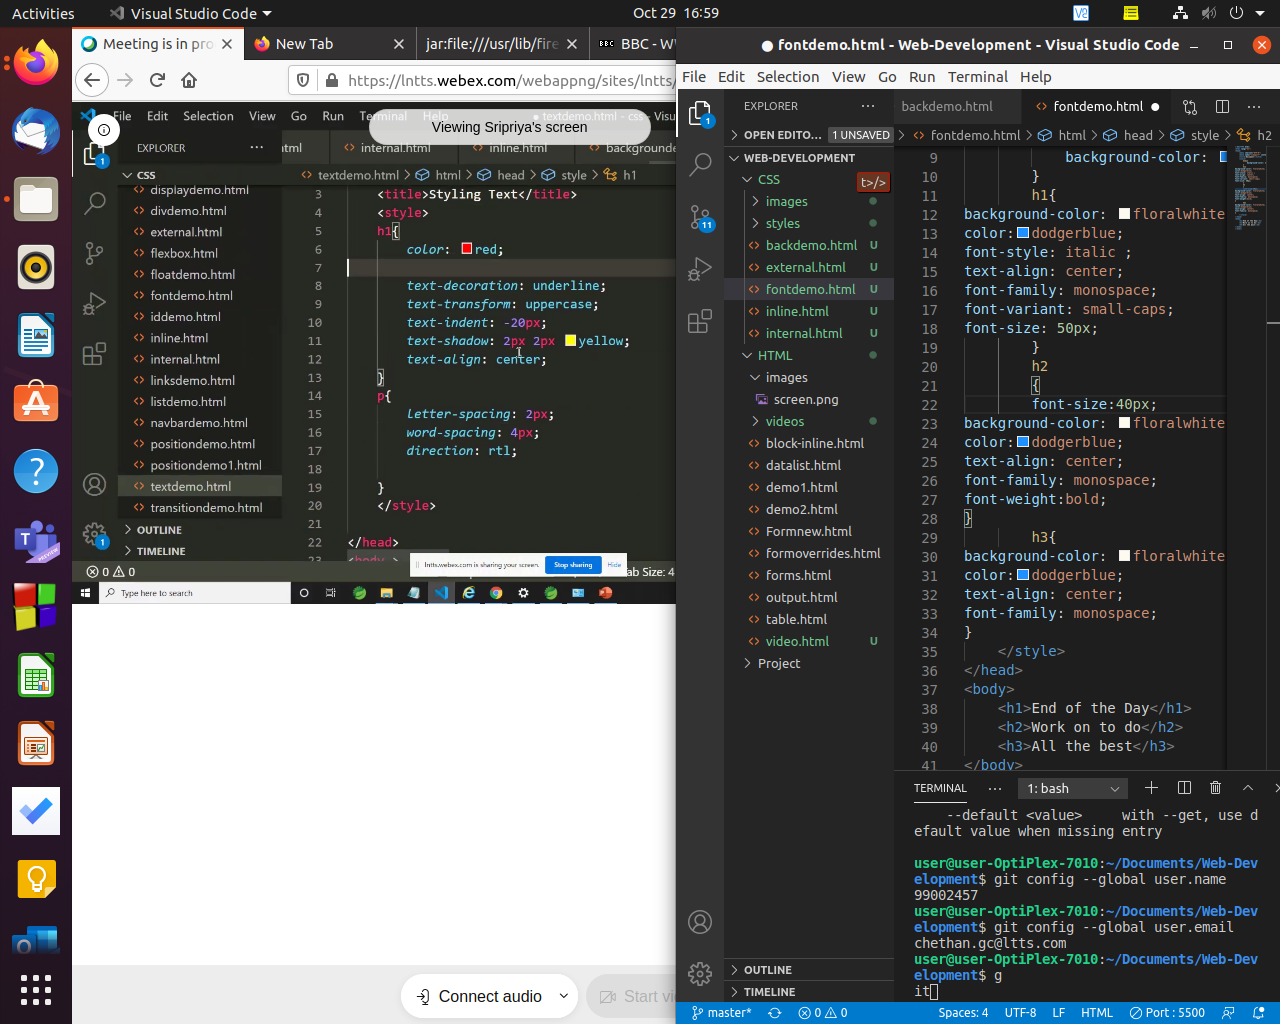 Activities
Visual Studio Code
Oct 29  16:59
Meeting is in pro
New Tab
jar:file:///usr/lib/fire
BBC - W
https://lntts.webex.com/webappng/sites/lntts/
File Edit Selection View Go Run Terminal Help
textdemo.html - css - Visu
Viewing Sripriya's screen
EXPLORER
internal.html
inline.html
CSS
displaydemo.html
divdemo.html
external.html
flexbox.html
floatdemo.html
fontdemo.html
iddemo.html
inline.html
internal.html
linksdemo.html
listdemo.html
navbardemo.html
positiondemo.html
positiondemo1.html
textdemo.html
transitiondemo.html
OUTLINE
TIMELINE
textdemo.html > html > head > style > h1
3 <title>Styling Text</title>
4 <style>
5 h1{
6 color: red;
7
8 text-decoration: underline;
9 text-transform: uppercase;
10 text-indent: -20px;
11 text-shadow: 2px 2px yellow;
12 text-align: center;
13 }
14 p{
15 letter-spacing: 2px;
16 word-spacing: 4px;
17 direction: rtl;
18
19 }
20 </style>
21
22 </head>
0 0
lntts.webex.com is sharing your screen.
Stop sharing
Hide
ab Size: 4
Type here to search
Connect audio
Start vi
fontdemo.html - Web-Development - Visual Studio Code
File Edit Selection View Go Run Terminal Help
EXPLORER
OPEN EDITO... 1 UNSAVED
WEB-DEVELOPMENT
CSS
t>/>
images
styles
backdemo.html U
external.html U
fontdemo.html U
inline.html U
internal.html U
HTML
images
screen.png
videos
block-inline.html
datalist.html
demo1.html
demo2.html
Formnew.html
formoverrides.html
forms.html
output.html
table.html
video.html U
Project
OUTLINE
TIMELINE
backdemo.html
fontdemo.html
fontdemo.html > html > head > style > h2
9 background-color:
10 }
11 h1{
12 background-color: floralwhite
13 color: dodgerblue;
14 font-style: italic ;
15 text-align: center;
16 font-family: monospace;
17 font-variant: small-caps;
18 font-size: 50px;
19 }
20 h2
21 {
22 font-size:40px;
23 background-color: floralwhite
24 color: dodgerblue;
25 text-align: center;
26 font-family: monospace;
27 font-weight:bold;
28 }
29 h3{
30 background-color: floralwhite
31 color: dodgerblue;
32 text-align: center;
33 font-family: monospace;
34 }
35 </style>
36 </head>
37 <body>
38 <h1>End of the Day</h1>
39 <h2>Work on to do</h2>
40 <h3>All the best</h3>
41 </body>
TERMINAL
1: bash
--default <value>     with --get, use d
efault value when missing entry
user@user-OptiPlex-7010:~/Documents/Web-Dev
elopment$ git config --global user.name
99002457
user@user-OptiPlex-7010:~/Documents/Web-Dev
elopment$ git config --global user.email
chethan.gc@ltts.com
user@user-OptiPlex-7010:~/Documents/Web-Dev
elopment$ g
it
master*
0 0
Spaces: 4 UTF-8 LF HTML Port : 5500